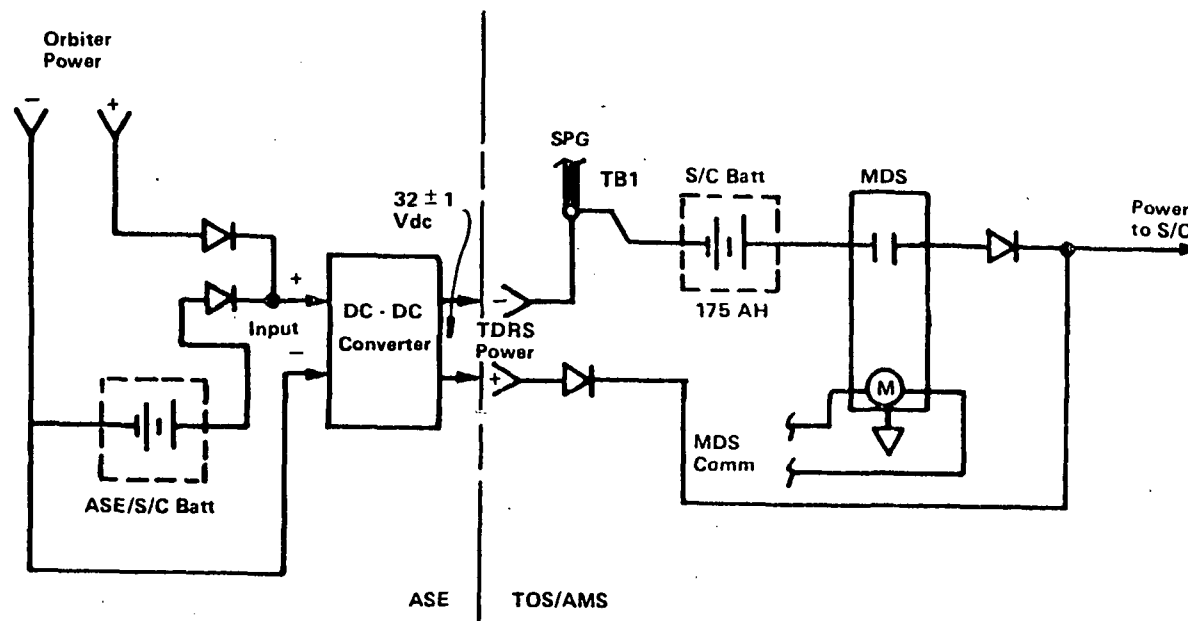 Orbiter
Power
−
+
SPG
TB1
S/C Batt
MDS
32 ± 1
Vdc
Power
to S/C
+
DC - DC
Converter
−
175 AH
Input
TDRS
Power
−
+
M
MDS
Comm
ASE/S/C Batt
ASE
TOS/AMS